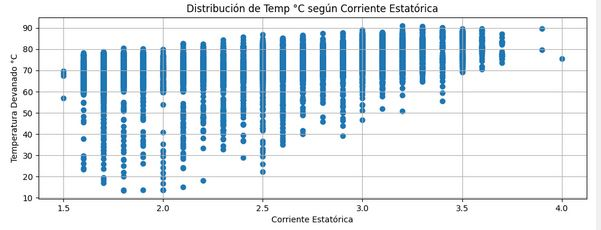 Distribución de Temp °C según Corriente Estatórica
Temperatura Devanado °C
90
80
70
60
50
40
30
20
10
1.5 2.0 2.5 3.0 3.5 4.0
Corriente Estatórica